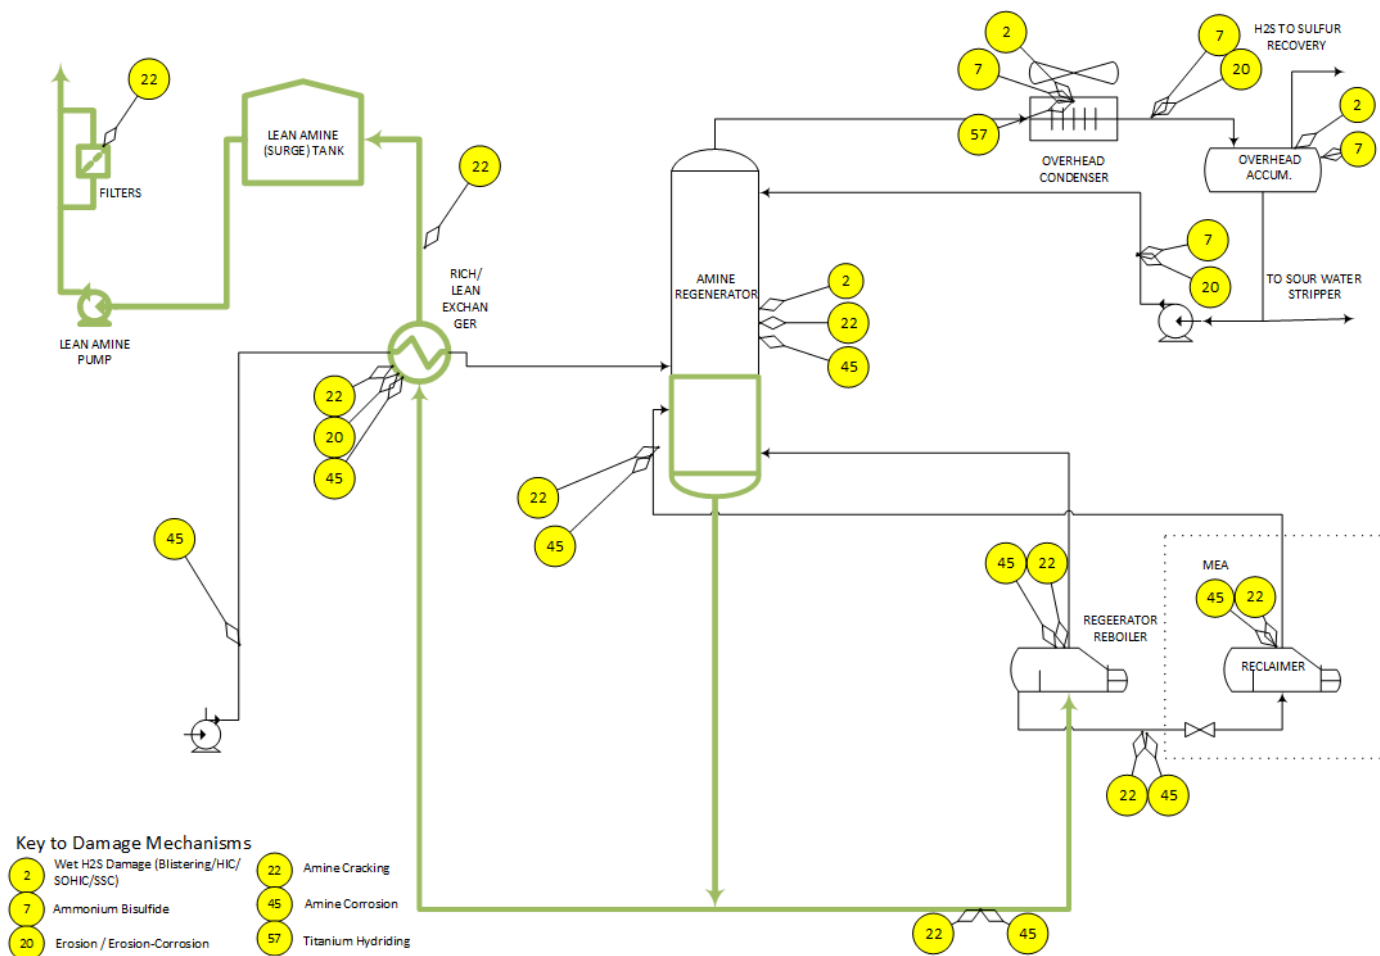 2
7
H2S TO SULFUR
RECOVERY
22
7
20
57
2
7
LEAN AMINE
(SURGE) TANK
OVERHEAD
CONDENSER
OVERHEAD
ACCUM.
FILTERS
22
7
20
RICH/
LEAN
EXCHAN
GER
AMINE
REGENERATOR
2
22
45
TO SOUR WATER
STRIPPER
LEAN AMINE
PUMP
22
20
45
22
45
45
45
22
MEA
45
22
REGEERATOR
REBOILER
RECLAIMER
22
45
22
45
Key to Damage Mechanisms
2
Wet H2S Damage (Blistering/HIC/
SOHIC/SSC)
7
Ammonium Bisulfide
20
Erosion / Erosion-Corrosion
22
Amine Cracking
45
Amine Corrosion
57
Titanium Hydriding